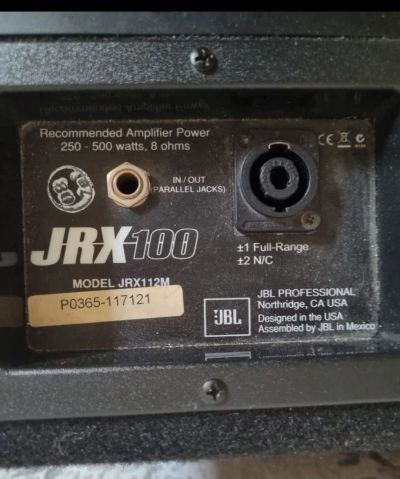 Recommended Amplifier Power
250 - 500 watts, 8 ohms
IN / OUT
(PARALLEL JACKS)
JRX100
±1 Full-Range
±2 N/C
MODEL JRX112M
P0365-117121
JBL
JBL PROFESSIONAL
Northridge, CA USA
Designed in the USA
Assembled by JBL in Mexico